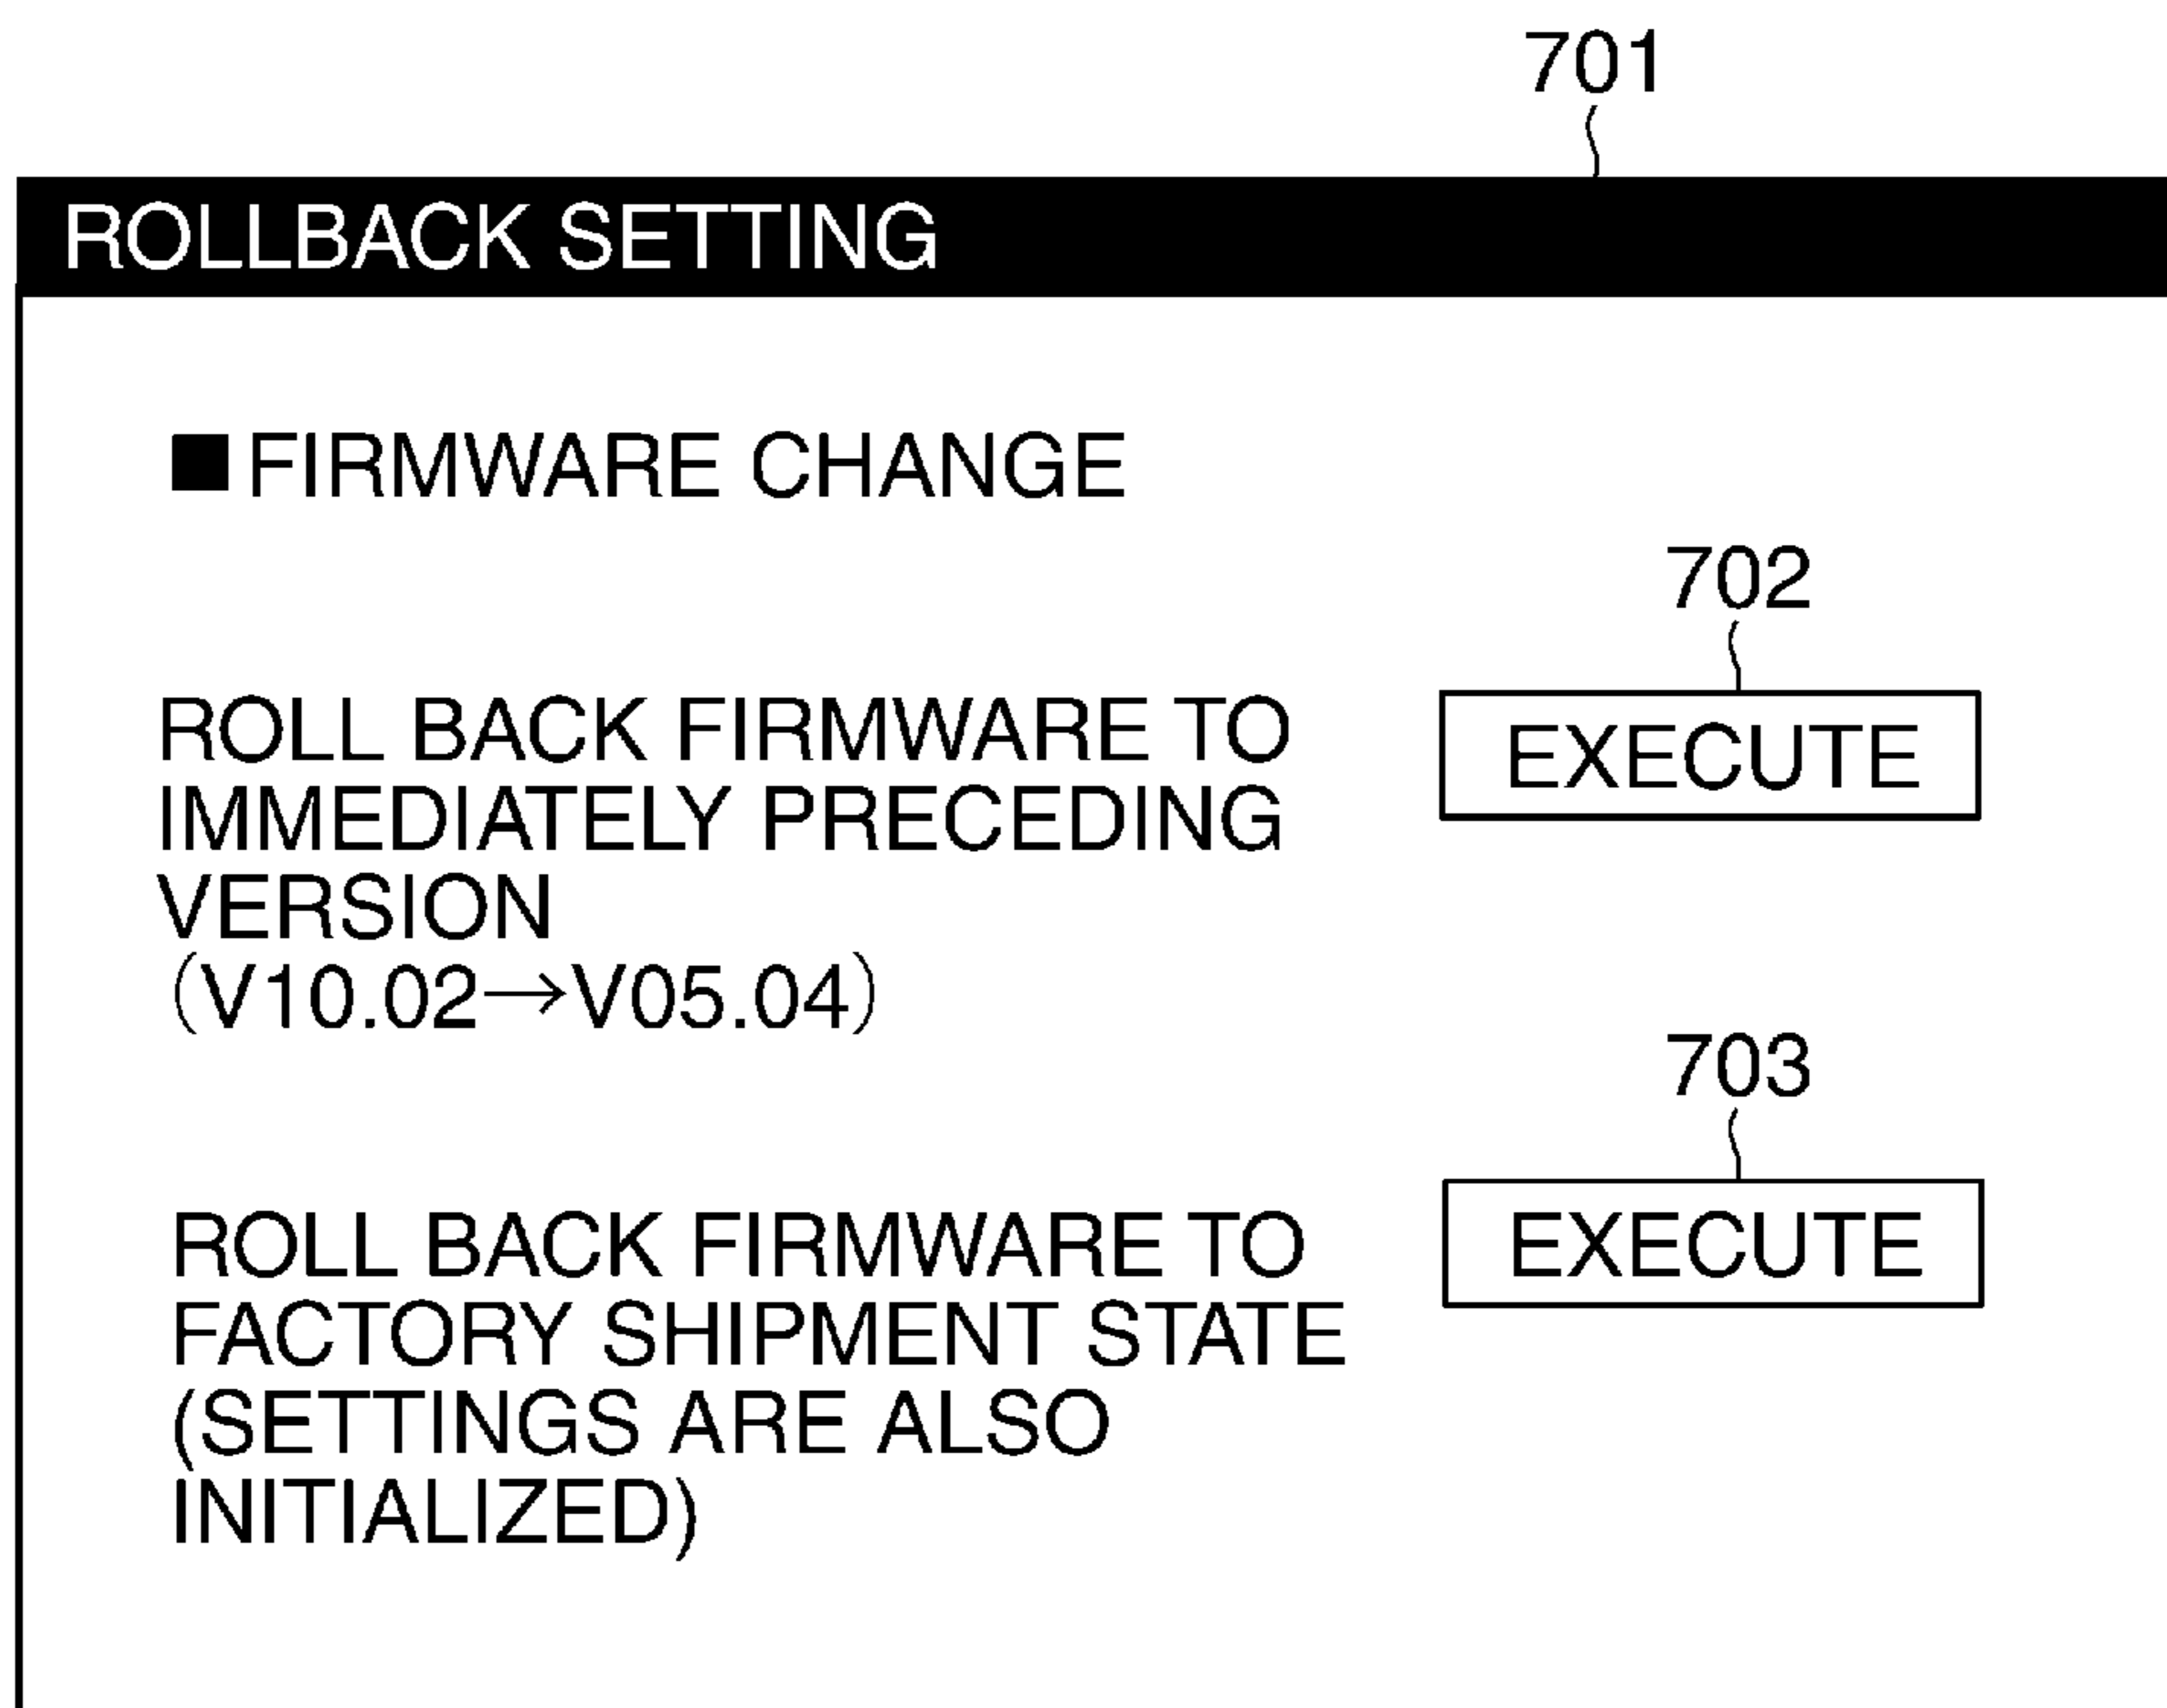 701
ROLLBACK SETTING
■FIRMWARE CHANGE
702
ROLL BACK FIRMWARE TO
EXECUTE
IMMEDIATELY PRECEDING
VERSION
(V10.02→V05.04)
703
ROLL BACK FIRMWARE TO
EXECUTE
FACTORY SHIPMENT STATE
(SETTINGS ARE ALSO
INITIALIZED)